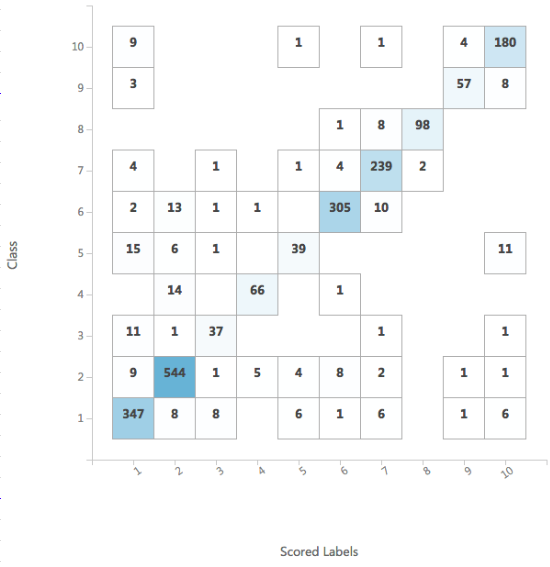 10 9 1 1 4 180
9 3 57 8
8 1 8 98
7 4 1 1 4 239 2
6 2 13 1 1 305 10
5 15 6 1 39 11
4 14 66 1
3 11 1 37 1 1
2 9 544 1 5 4 8 2 1 1
1 347 8 8 6 1 6 1 6
Class
1 2 3 4 5 6 7 8 9 10
Scored Labels